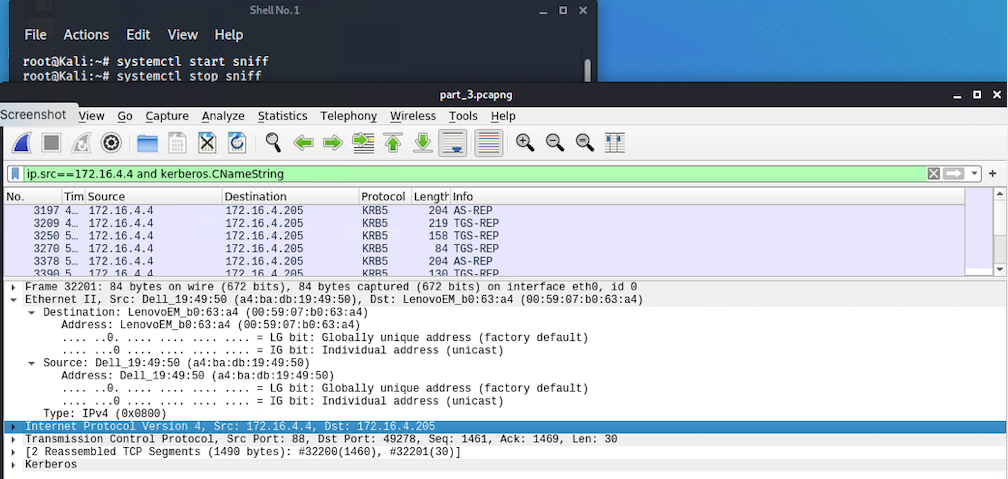 Shell No.1
File Actions Edit View Help
root@Kali:~# systemctl start sniff
root@Kali:~# systemctl stop sniff
part_3.pcapng
Screenshot View Go Capture Analyze Statistics Telephony Wireless Tools Help
ip.src==172.16.4.4 and kerberos.CNameString
No. Tim Source Destination Protocol Length Info
3197 4… 172.16.4.4 172.16.4.205 KRB5 204 AS-REP
3209 4… 172.16.4.4 172.16.4.205 KRB5 219 TGS-REP
3250 5… 172.16.4.4 172.16.4.205 KRB5 158 TGS-REP
3270 5… 172.16.4.4 172.16.4.205 KRB5 84 TGS-REP
3378 5… 172.16.4.4 172.16.4.205 KRB5 204 AS-REP
3390 5… 172.16.4.4 172.16.4.205 KRB5 130 TGS-REP
Frame 32201: 84 bytes on wire (672 bits), 84 bytes captured (672 bits) on interface eth0, id 0
Ethernet II, Src: Dell_19:49:50 (a4:ba:db:19:49:50), Dst: LenovoEM_b0:63:a4 (00:59:07:b0:63:a4)
Destination: LenovoEM_b0:63:a4 (00:59:07:b0:63:a4)
Address: LenovoEM_b0:63:a4 (00:59:07:b0:63:a4)
.... ..0. .... .... .... .... = LG bit: Globally unique address (factory default)
.... ...0 .... .... .... .... = IG bit: Individual address (unicast)
Source: Dell_19:49:50 (a4:ba:db:19:49:50)
Address: Dell_19:49:50 (a4:ba:db:19:49:50)
.... ..0. .... .... .... .... = LG bit: Globally unique address (factory default)
.... ...0 .... .... .... .... = IG bit: Individual address (unicast)
Type: IPv4 (0x0800)
Internet Protocol Version 4, Src: 172.16.4.4, Dst: 172.16.4.205
Transmission Control Protocol, Src Port: 88, Dst Port: 49278, Seq: 1461, Ack: 1469, Len: 30
[2 Reassembled TCP Segments (1490 bytes): #32200(1460), #32201(30)]
Kerberos